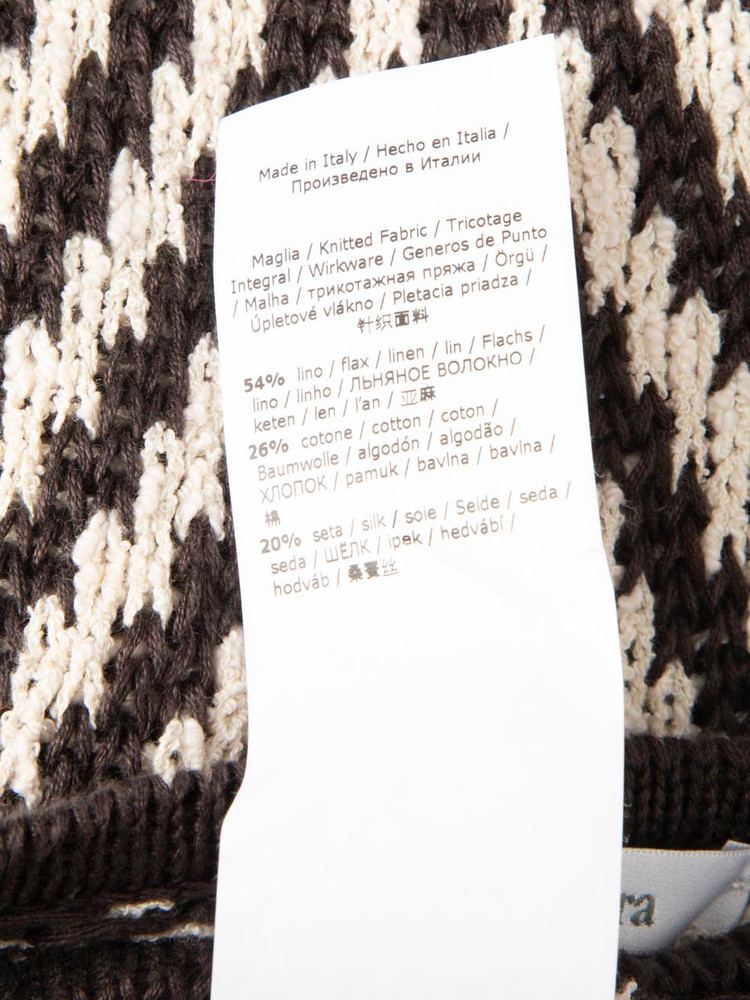 Made in Italy / Hecho en Italia /
Произведено в Италии
Maglia / Knitted Fabric / Tricotage
Integral / Wirkware / Generos de Punto
/ Malha / трикотажная пряжа / Örgü /
Úpletové vlákno / Pletacia priadza /
针织面料
54% lino / flax / linen / lin / Flachs /
lino / linho / ЛЬНЯНОЕ ВОЛОКНО /
keten / len / l'an / 亚麻
26% cotone / cotton / coton /
Baumwolle / algodón / algodão /
ХЛОПОК / pamuk / bavlna / bavlna /
棉
20% seta / silk / soie / Seide / seda /
seda / ШЁЛК / ipek / hedvábí /
hodváb / 桑蚕丝
ra